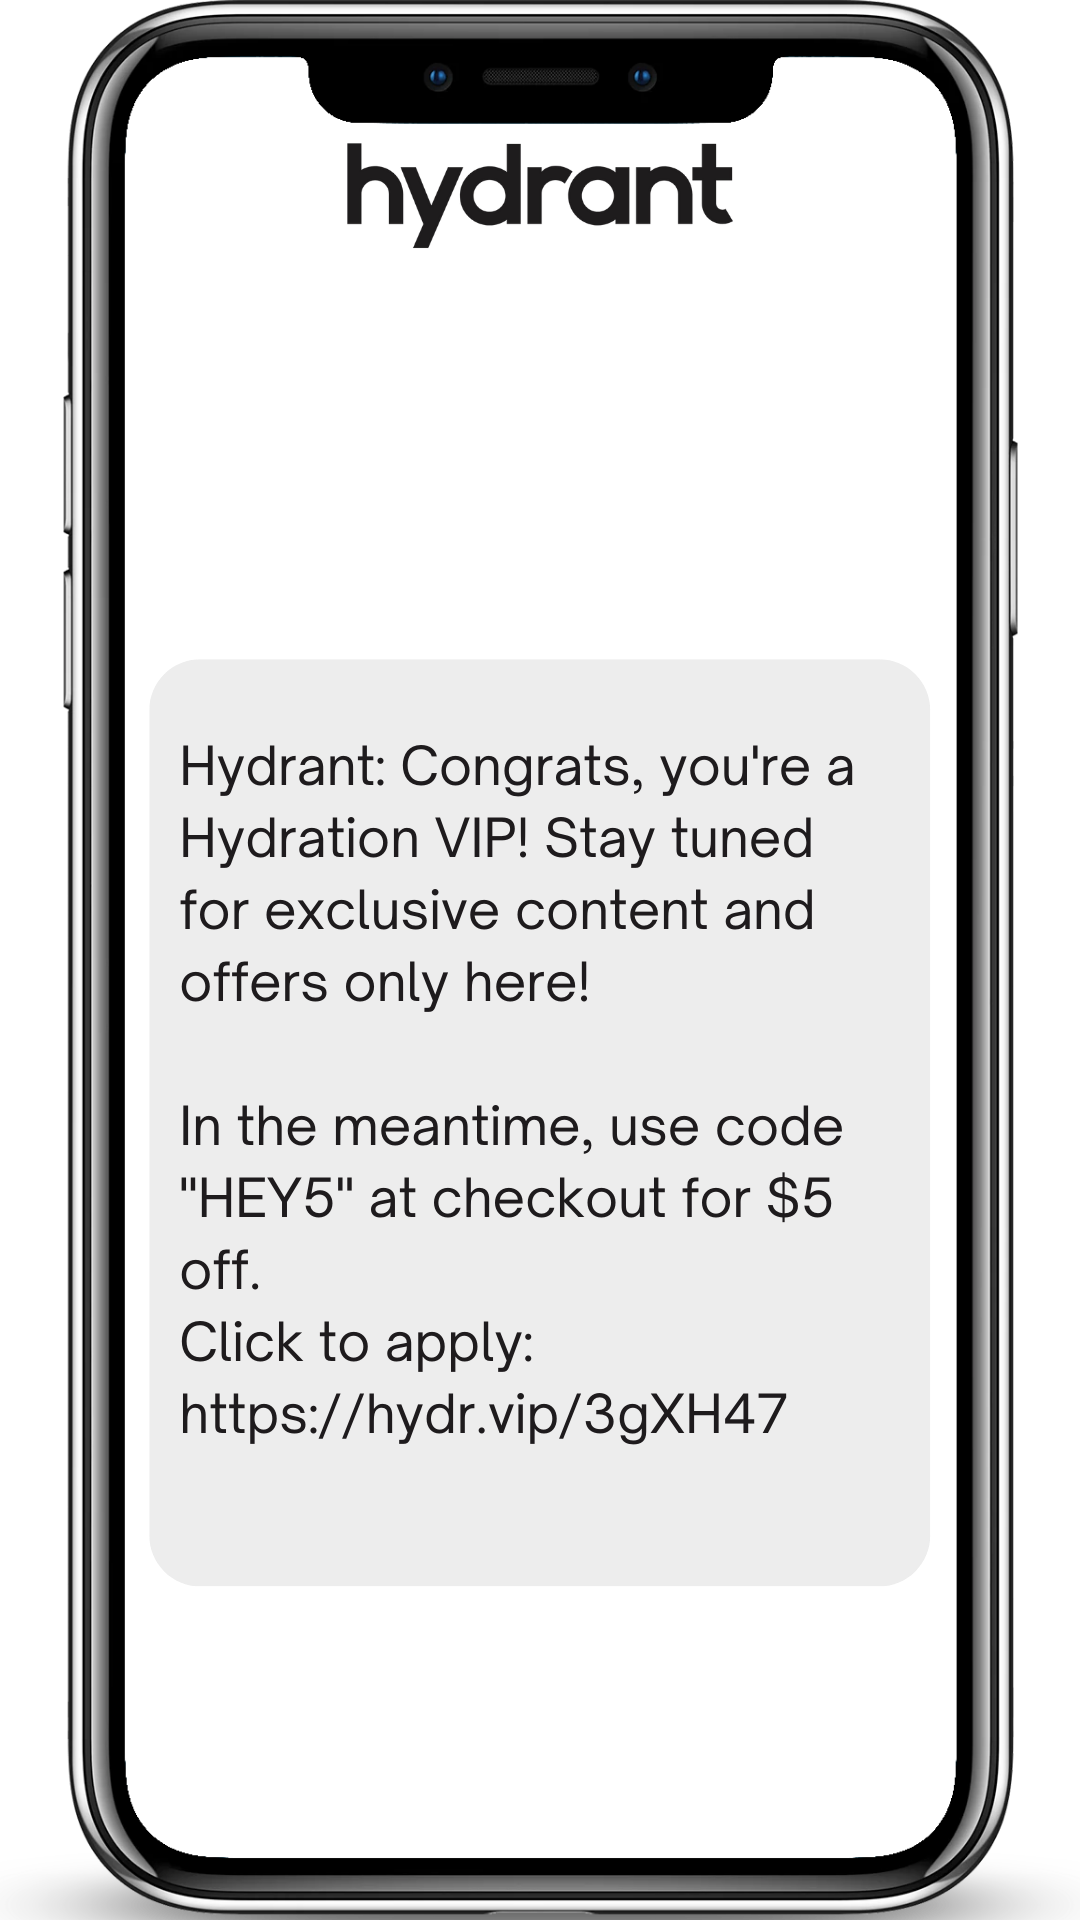 hydrant
Hydrant: Congrats, you're a
Hydration VIP! Stay tuned
for exclusive content and
offers only here!
In the meantime, use code
"HEY5" at checkout for $5
off.
Click to apply:
https://hydr.vip/3gXH47